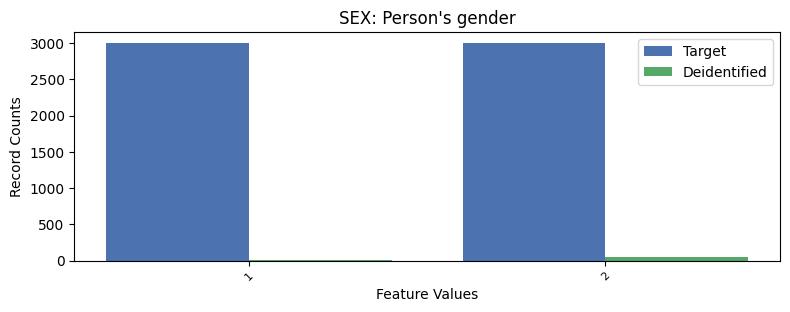 SEX: Person's gender
Record Counts
3000
2500
2000
1500
1000
500
0
Target
Deidentified
1
2
Feature Values